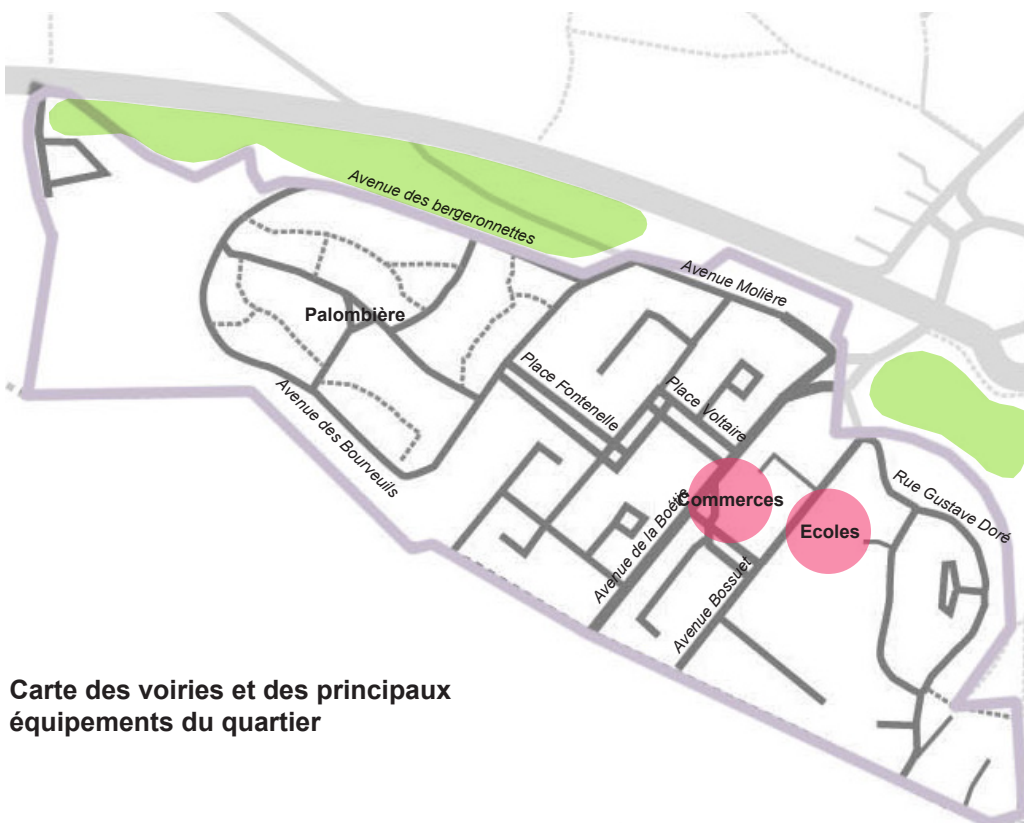 Avenue des bergeronnettes
Avenue Molière
Palombière
Place Fontenelle
Place Voltaire
Avenue des Bourveuils
Commerces
Ecoles
Rue Gustave Doré
Avenue de la Boétie
Avenue Bossuet
Carte des voiries et des principaux
équipements du quartier